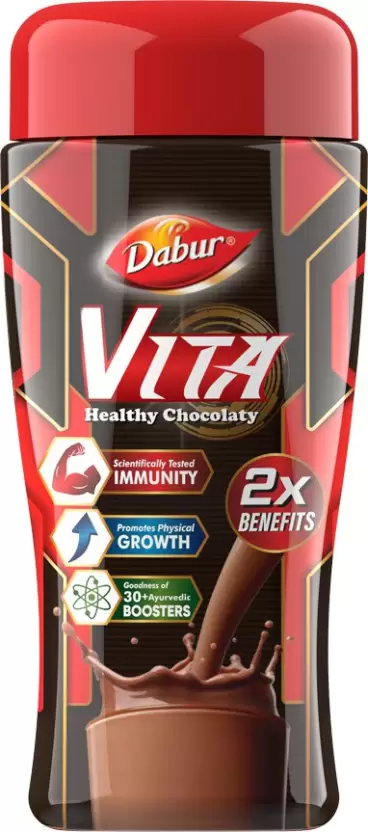 Dabur®
VITA
Healthy Chocolaty
Scientifically Tested
IMMUNITY
2x
BENEFITS
Promotes Physical
GROWTH
Goodness of
30+Ayurvedic
BOOSTERS